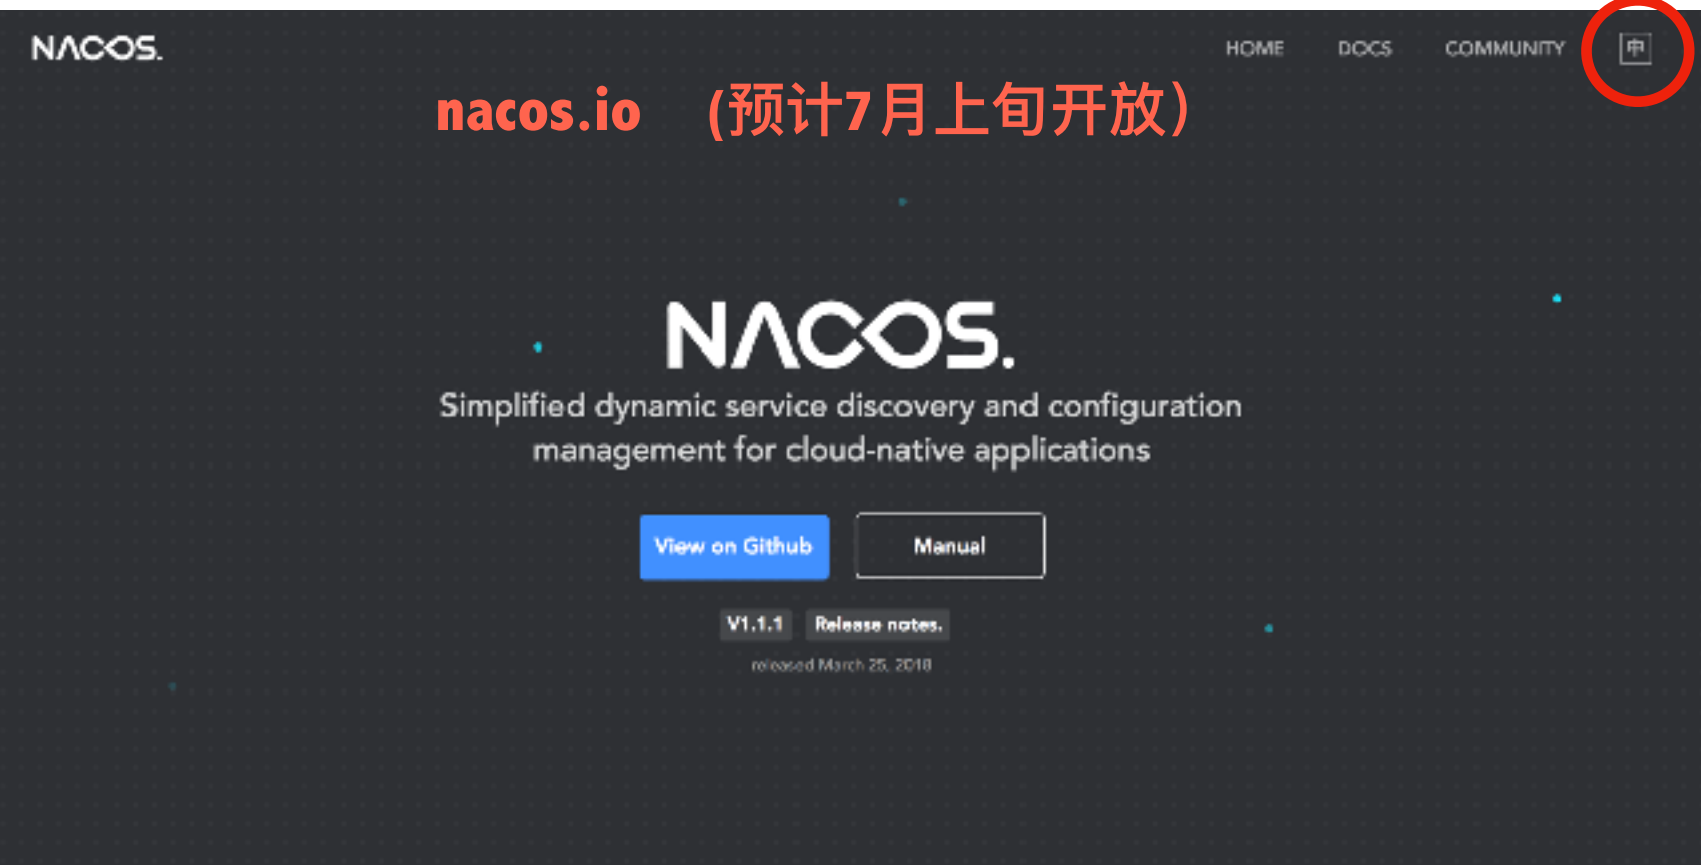 NACOS.
HOME DOCS COMMUNITY 中
nacos.io (预计7月上旬开放)
NACOS.
Simplified dynamic service discovery and configuration
management for cloud-native applications
View on Github Manual
V1.1.1 Release notes.
released March 25, 2018